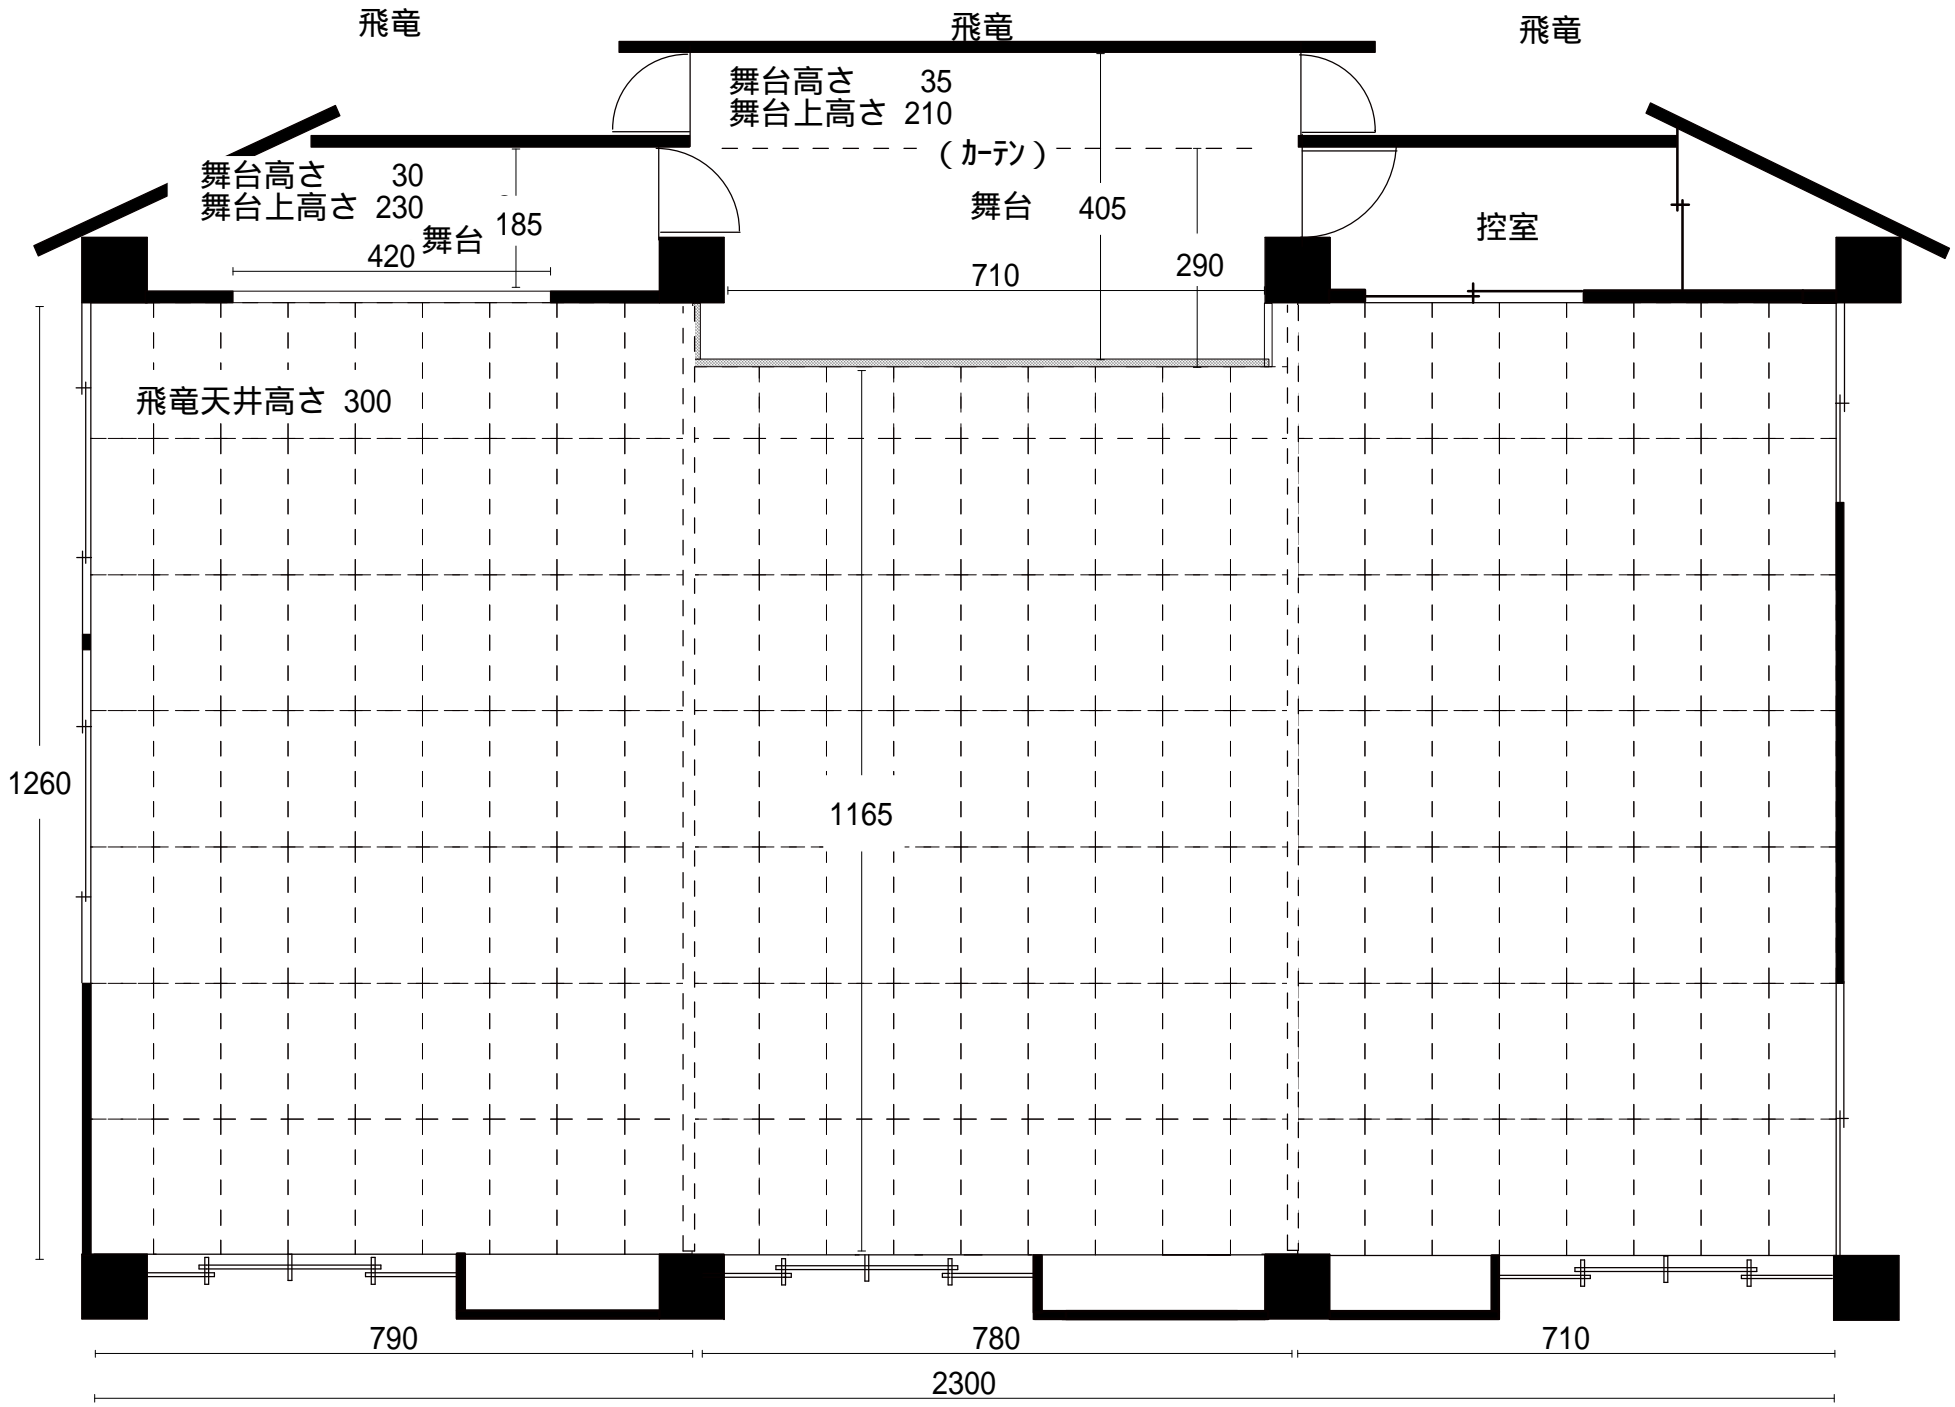 飛竜
飛竜
飛竜
舞台高さ 35
舞台上高さ 210
(ｶｰﾃﾝ)
舞台高さ 30
舞台上高さ 230
舞台
185
420
舞台
405
控室
710
290
飛竜天井高さ 300
1260
1165
790
780
710
2300